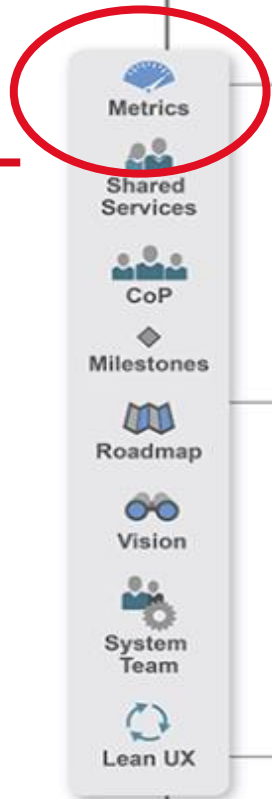 Metrics
Shared
Services
CoP
Milestones
Roadmap
Vision
System
Team
Lean UX